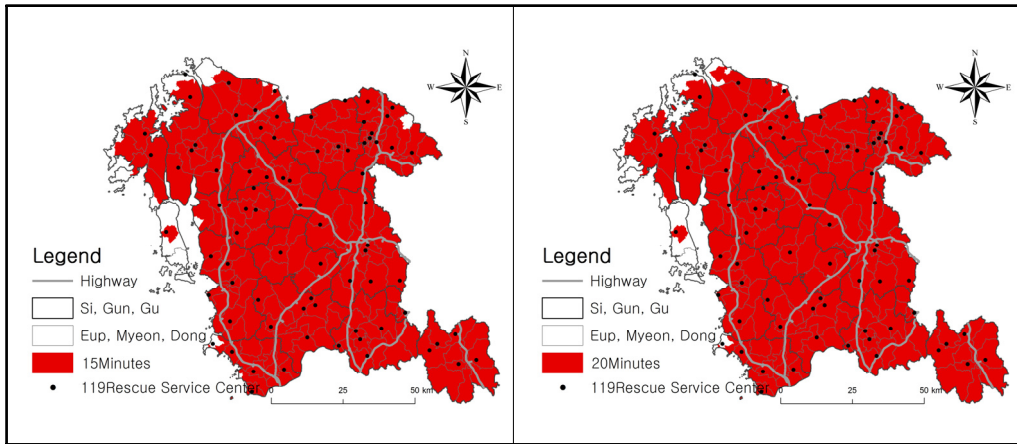 N
W E
S
Legend
Highway
Si, Gun, Gu
Eup, Myeon, Dong
15Minutes
119Rescue Service Center
0 25 50 km
N
W E
S
Legend
Highway
Si, Gun, Gu
Eup, Myeon, Dong
20Minutes
119Rescue Service Center
0 25 50 km